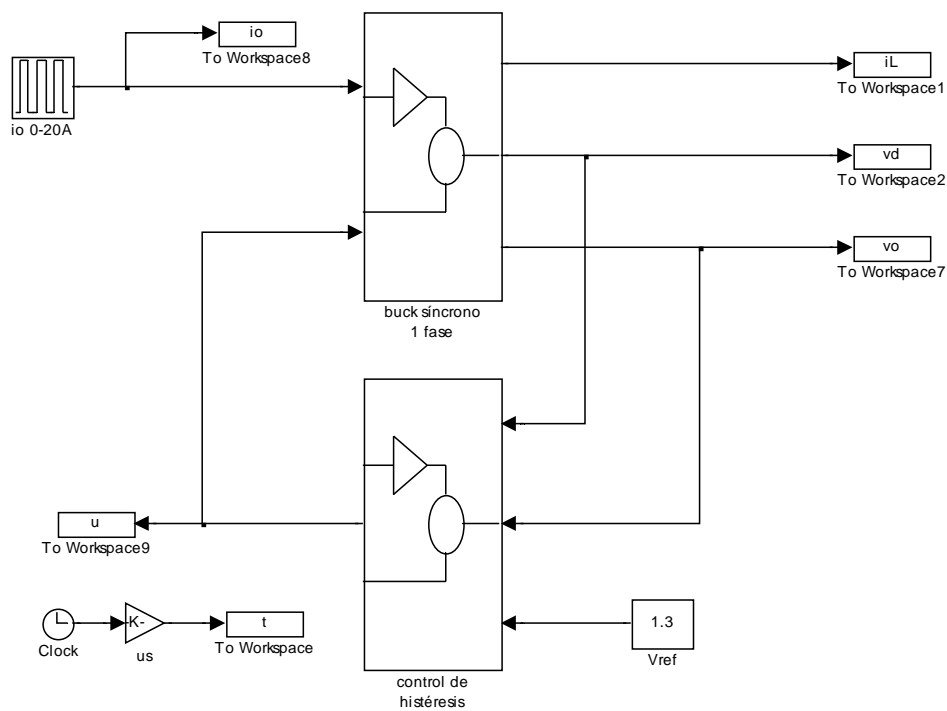 io
To Workspace8
io 0-20A
iL
To Workspace1
vd
To Workspace2
vo
To Workspace7
buck síncrono
1 fase
u
To Workspace9
Clock
-K-
us
t
To Workspace
1.3
Vref
control de
histéresis